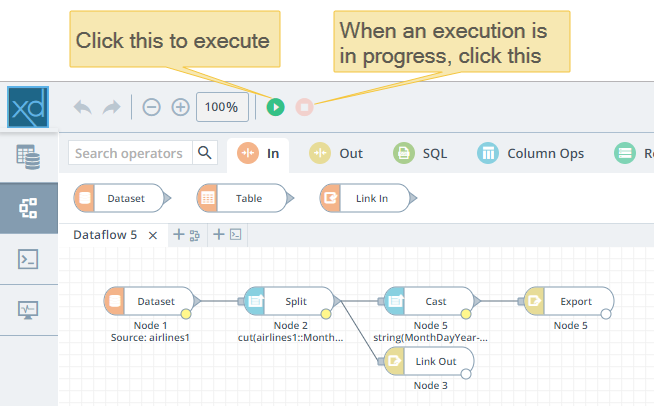 Click this to execute
When an execution is
in progress, click this
xd
100%
Search operators
In
Out
SQL
Column Ops
Dataset
Table
Link In
Dataflow 5
Dataset
Split
Cast
Export
Node 1
Node 2
Node 5
Node 5
Source: airlines1
cut(airlines1::Month...
string(MonthDayYear-...
Link Out
Node 3